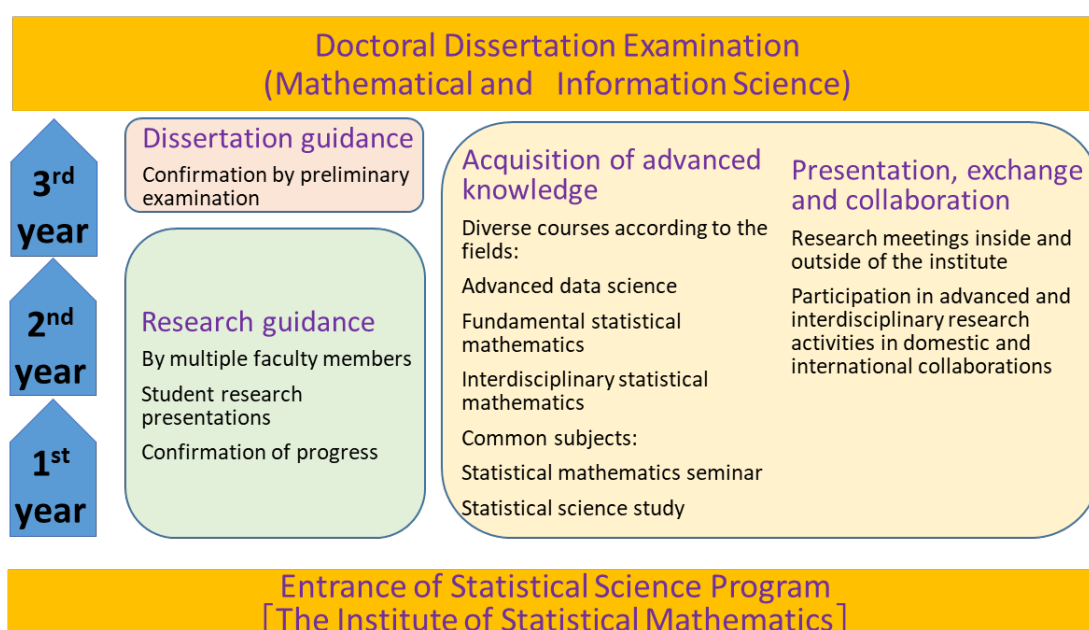 Doctoral Dissertation Examination
(Mathematical and Information Science)
3rd
year
Dissertation guidance
Confirmation by preliminary
examination
2nd
year
1st
year
Research guidance
By multiple faculty members
Student research
presentations
Confirmation of progress
Acquisition of advanced
knowledge
Diverse courses according to the
fields:
Advanced data science
Fundamental statistical
mathematics
Interdisciplinary statistical
mathematics
Common subjects:
Statistical mathematics seminar
Statistical science study
Presentation, exchange
and collaboration
Research meetings inside and
outside of the institute
Participation in advanced and
interdisciplinary research
activities in domestic and
international collaborations
Entrance of Statistical Science Program
[The Institute of Statistical Mathematics]